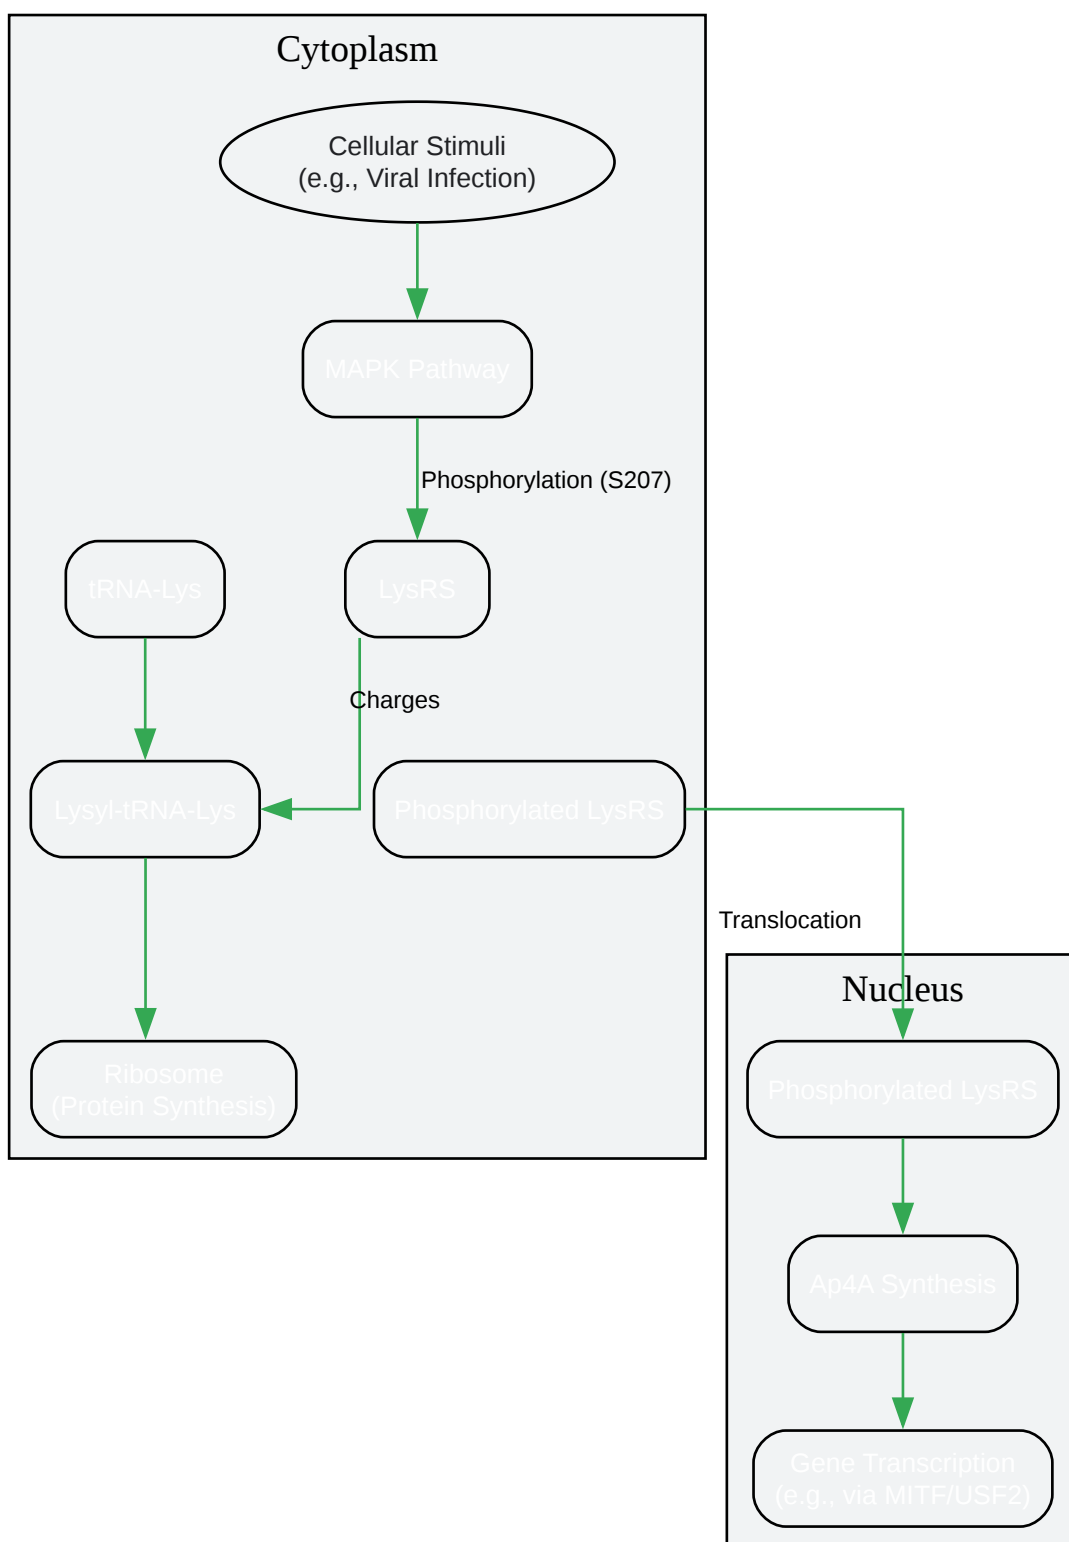 Cytoplasm
Cellular Stimuli
(e.g., Viral Infection)
MAPK Pathway
Phosphorylation (S207)
tRNA-Lys
LysRS
Charges
Lysyl-tRNA-Lys
Phosphorylated LysRS
Translocation
Nucleus
Ribosome
(Protein Synthesis)
Phosphorylated LysRS
Ap4A Synthesis
Gene Transcription
(e.g., via MITF/USF2)